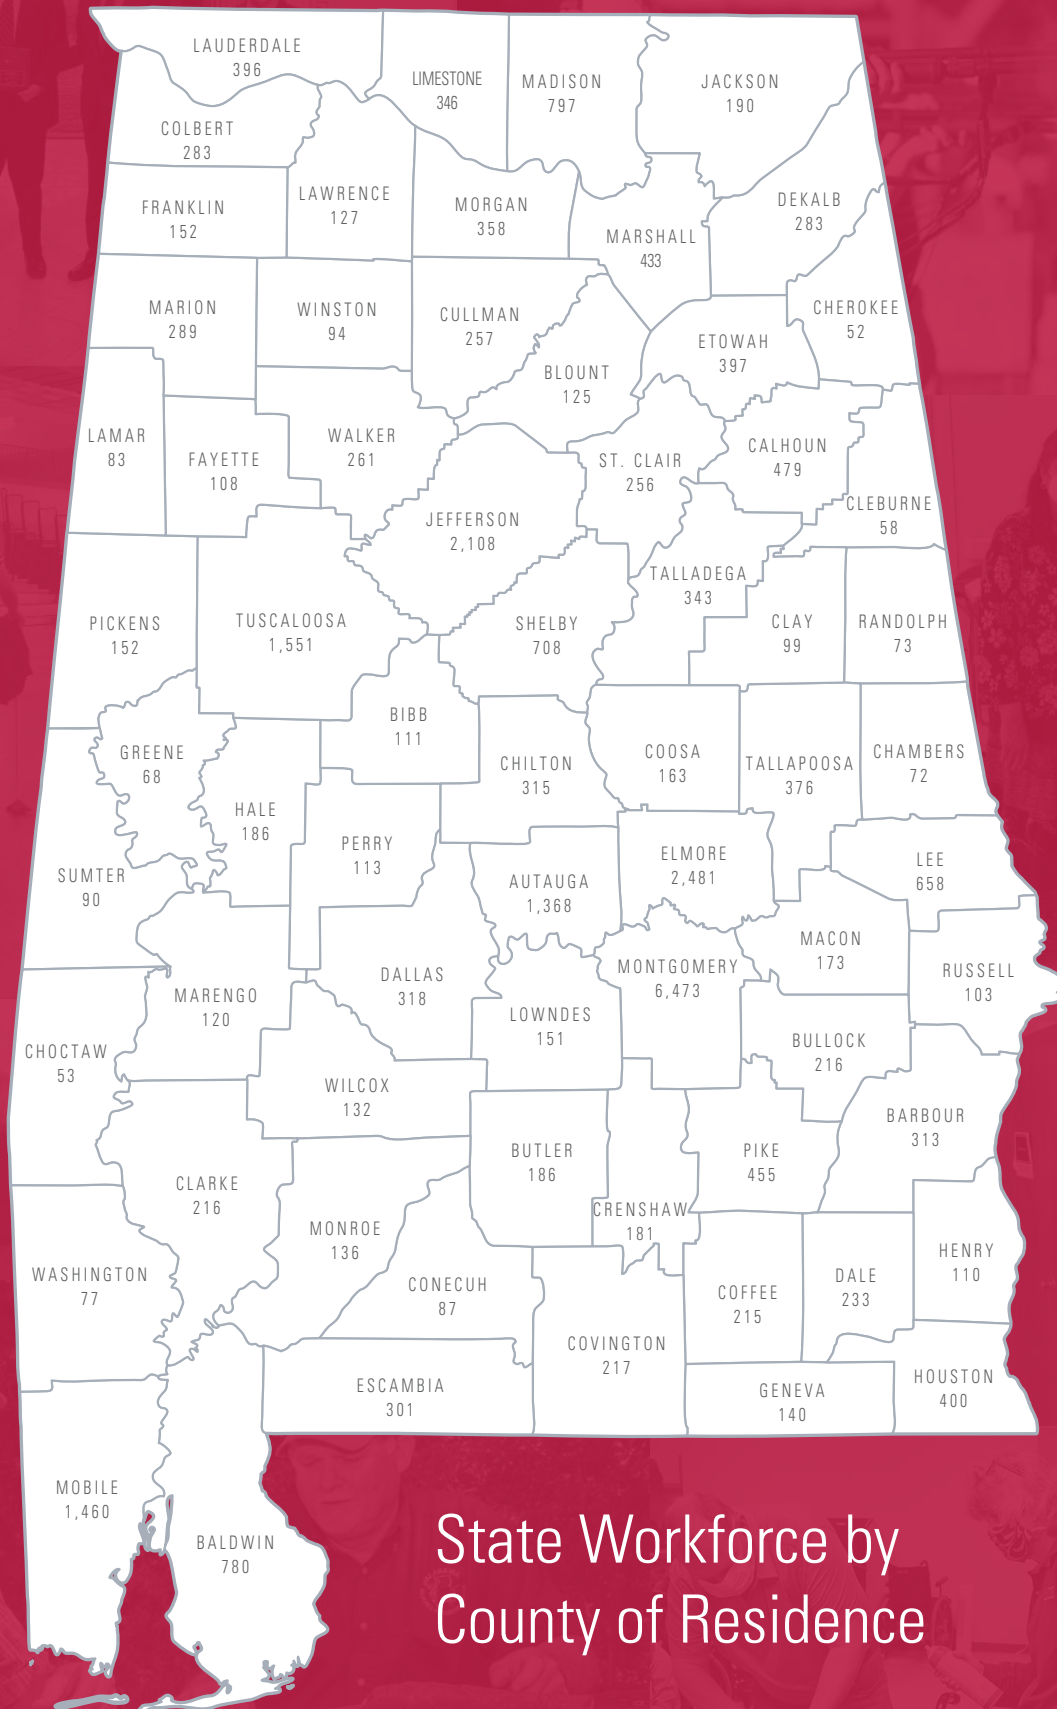 LAUDERDALE
396
LIMESTONE
346
MADISON
797
JACKSON
190
COLBERT
283
FRANKLIN
152
LAWRENCE
127
MORGAN
358
MARSHALL
433
DEKALB
283
MARION
289
WINSTON
94
CULLMAN
257
BLOUNT
125
ETOWAH
397
CHEROKEE
52
LAMAR
83
FAYETTE
108
WALKER
261
JEFFERSON
2,108
ST. CLAIR
256
CALHOUN
479
CLEBURNE
58
PICKENS
152
TUSCALOOSA
1,551
SHELBY
708
TALLADEGA
343
CLAY
99
RANDOLPH
73
GREENE
68
HALE
186
BIBB
111
CHILTON
315
COOSA
163
TALLAPOOSA
376
CHAMBERS
72
SUMTER
90
PERRY
113
AUTAUGA
1,368
ELMORE
2,481
LEE
658
MARENGO
120
DALLAS
318
LOWNDES
151
MONTGOMERY
6,473
MACON
173
RUSSELL
103
CHOCTAW
53
WILCOX
132
BULLOCK
216
BARBOUR
313
CLARKE
216
MONROE
136
BUTLER
186
CRENSHAW
181
PIKE
455
WASHINGTON
77
CONECUH
87
COVINGTON
217
COFFEE
215
DALE
233
HENRY
110
ESCAMBIA
301
GENEVA
140
HOUSTON
400
MOBILE
1,460
BALDWIN
780
State Workforce by
County of Residence